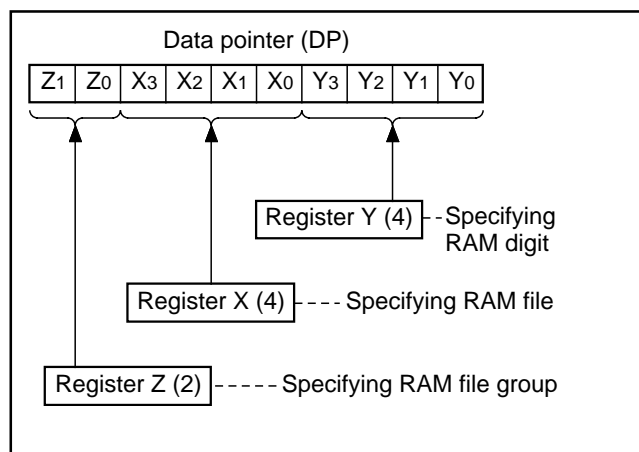 Data pointer (DP)
Z1 Z0 X3 X2 X1 X0 Y3 Y2 Y1 Y0
Register Y (4) Specifying
RAM digit
Register X (4) Specifying RAM file
Register Z (2) Specifying RAM file group